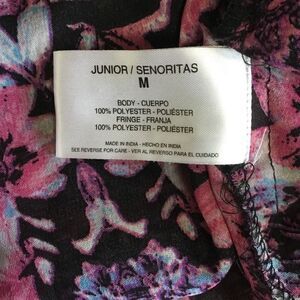 JUNIOR / SENORITAS
M
BODY - CUERPO
100% POLYESTER - POLIÉSTER
FRINGE - FRANJA
100% POLYESTER - POLIÉSTER
MADE IN INDIA - HECHO EN INDIA
SEE REVERSE FOR CARE - VER AL REVERSO PARA EL CUIDADO